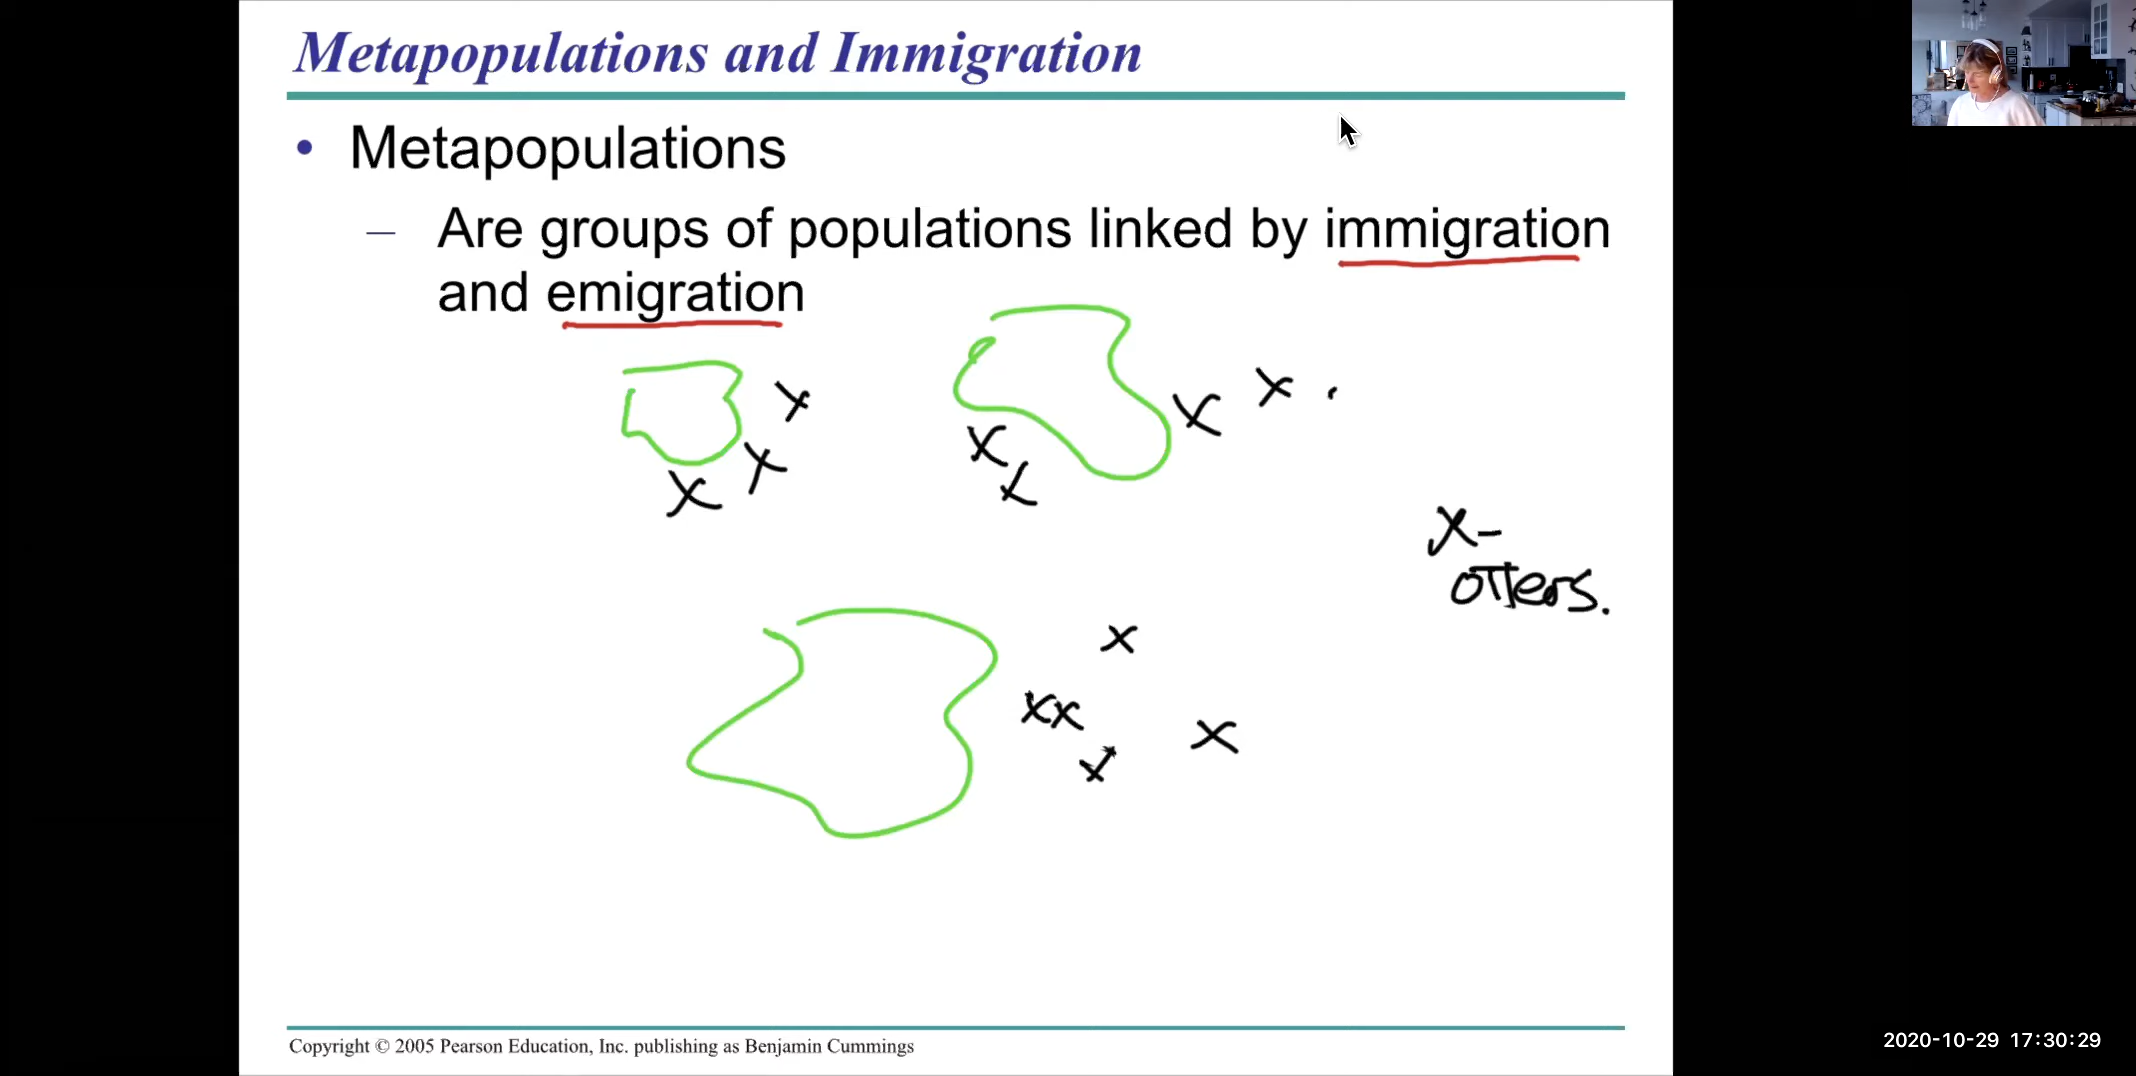 Metapopulations and Immigration
• Metapopulations
– Are groups of populations linked by immigration
and emigration
x
x
x
x
x
x
x
x -
otters.
x
xx
x
x
Copyright © 2005 Pearson Education, Inc. publishing as Benjamin Cummings
2020-10-29 17:30:29